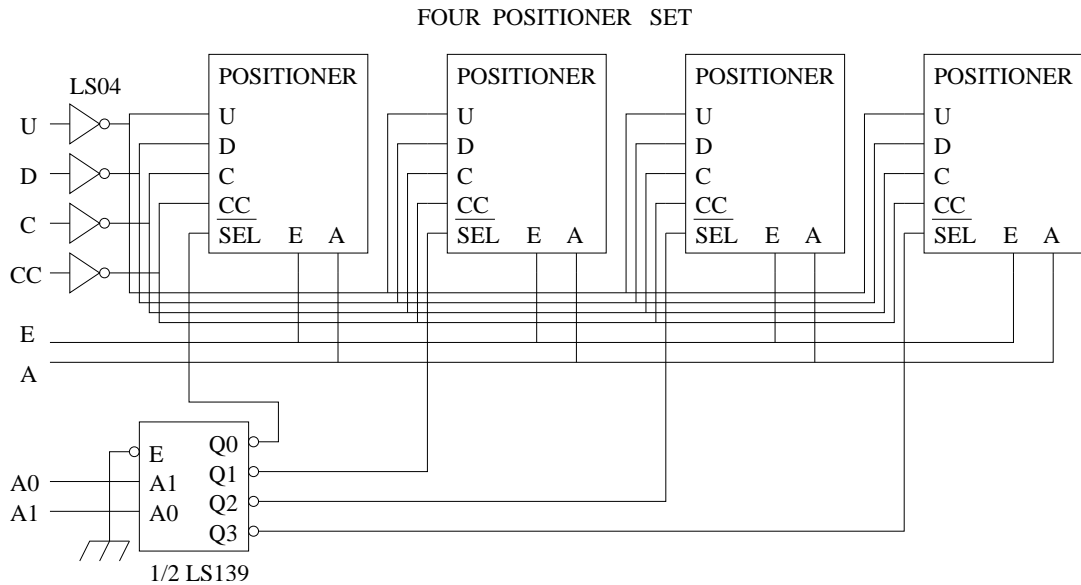 FOUR POSITIONER SET
LS04
U
D
C
CC
E
A
POSITIONER
U
D
C
CC
SEL E A
POSITIONER
U
D
C
CC
SEL E A
POSITIONER
U
D
C
CC
SEL E A
POSITIONER
U
D
C
CC
SEL E A
A0
A1
E
A1
A0
Q0
Q1
Q2
Q3
1/2 LS139